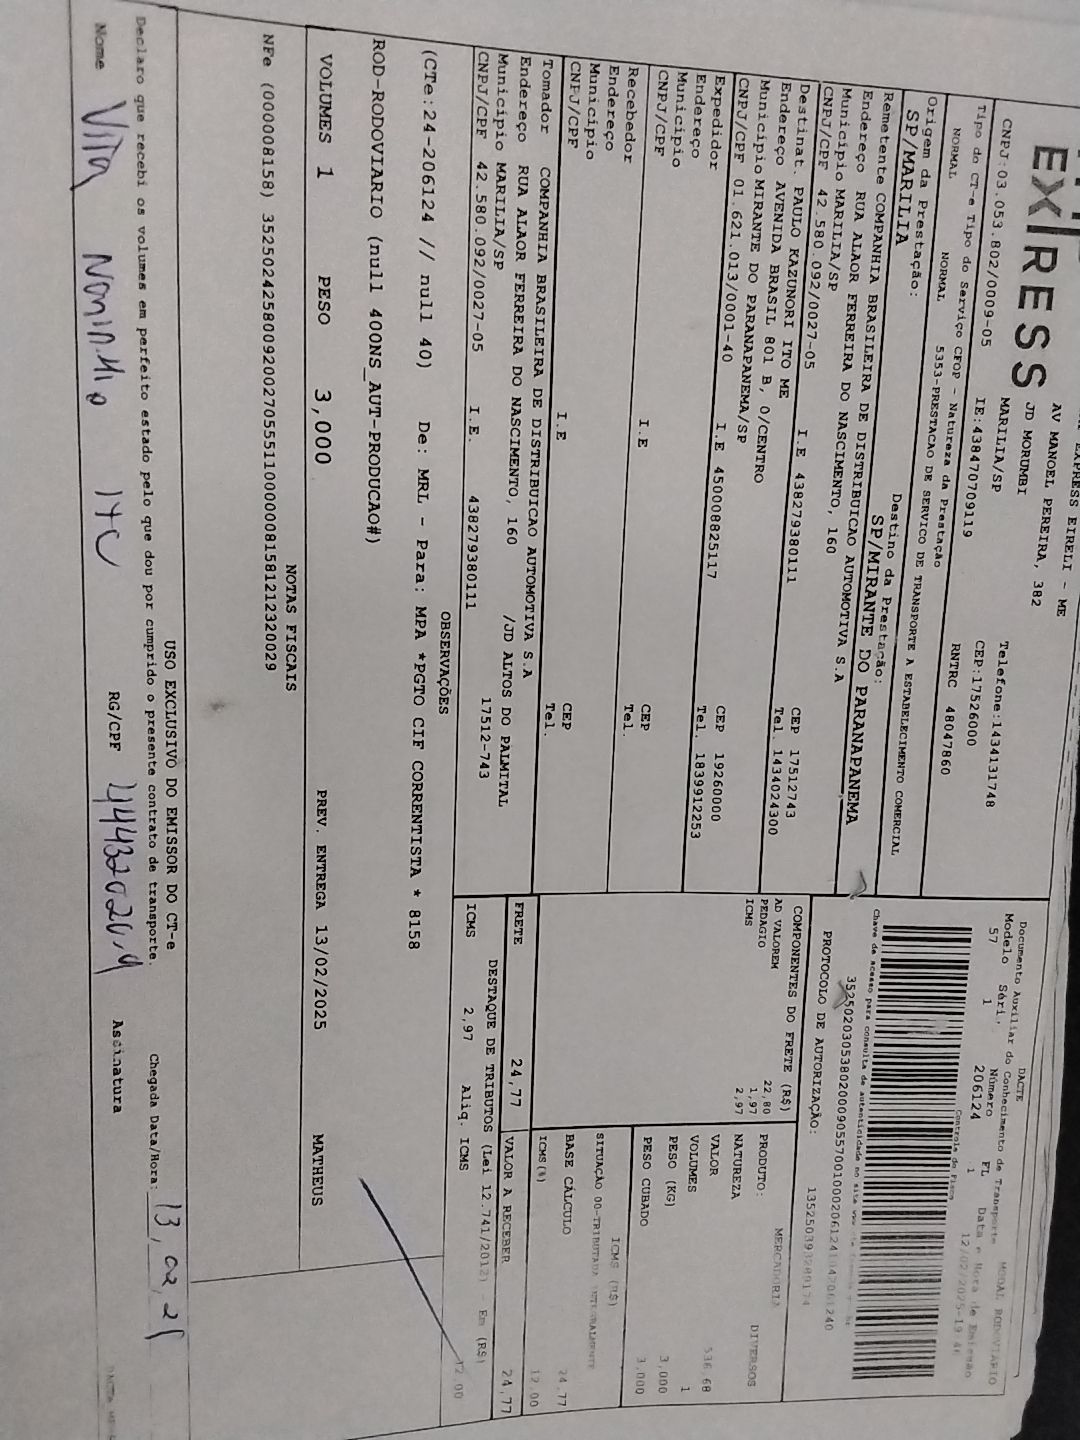 EXPRESS EIRELI - ME
EX/RESS
AV MANOEL PEREIRA, 382
JD MORUMBI
MARILIA/SP
Telefone:1434131748
CNPJ:03.053.802/0009-05
IE:438470709119
CEP:17526000
Tipo do CT-e Tipo do Serviço CFOP - Natureza da Prestação
RNTRC 48047860
NORMAL NORMAL 5353-PRESTACAO DE SERVICO DE TRANSPORTE A ESTABELECIMENTO COMERCIAL
Origem da Prestação: Destino da Prestação:
SP/MARILIA SP/MIRANTE DO PARANAPANEMA
DACTE
Documento Auxiliar do Conhecimento de Transporte MODAL RODOVIARIO
Modelo Séri. Número FL Data e Hora de Emissão
57 1 206124 1 12/02/2025-19
Controle do Fisco
Chave de acesso para consulta de autenticidade no site
PROTOCOLO DE AUTORIZAÇÃO:
Remetente COMPANHIA BRASILEIRA DE DISTRIBUICAO AUTOMOTIVA S.A
Endereço RUA ALAOR FERREIRA DO NASCIMENTO, 160
Municipio MARILIA/SP CEP 17512743
CNPJ/CPF 42.580.092/0027-05 I.E 438279380111 Tel. 1434024300
Destinat. PAULO KAZUNORI ITO ME
Endereço AVENIDA BRASIL 801 B, 0/CENTRO
Municipio MIRANTE DO PARANAPANEMA/SP CEP 19260000
CNPJ/CPF 01.621.013/0001-40 I.E 450008825117 Tel. 1839912253
Expedidor
Endereço
Municipio CEP
CNPJ/CPF I.E Tel.
Recebedor
Endereço
Municipio CEP
CNPJ/CPF I.E Tel.
Tomador COMPANHIA BRASILEIRA DE DISTRIBUICAO AUTOMOTIVA S.A
Endereço RUA ALAOR FERREIRA DO NASCIMENTO, 160 /JD ALTOS DO PALMITAL
Municipio MARILIA/SP 17512-743
CNPJ/CPF 42.580.092/0027-05 I.E. 438279380111
COMPONENTES DO FRETE (R$)
AD VALOREM 22,80
PEDAGIO 1,97
ICMS 2,97
FRETE 24,77
PRODUTO: MERCADORIA
NATUREZA DIVERSOS
VALOR 536,68
VOLUMES 1
PESO (KG) 3,000
PESO CUBADO 3,000
ICMS (R$)
SITUAÇÃO 00-TRIBUTADA INTEGRALMENTE
BASE CÁLCULO 24,77
ICMS(%) 12,00
VALOR A RECEBER 24,77
DESTAQUE DE TRIBUTOS (Lei 12.741/2012) - Em (R$)
ICMS 2,97 Aliq. ICMS 12,00
OBSERVAÇÕES
(CTe:24-206124 // null 40) De: MRL - Para: MPA *PGTO CIF CORRENTISTA * 8158
ROD-RODOVIARIO (null 400NS_AUT-PRODUCAO#)
VOLUMES 1 PESO 3,000 PREV. ENTREGA 13/02/2025 MATHEUS
NOTAS FISCAIS
USO EXCLUSIVO DO EMISSOR DO CT-e
Declaro que recebi os volumes em perfeito estado pelo que dou por cumprido o presente contrato de transporte.
Chegada Data/Hora: 13,02,25
Nome RG/CPF Assinatura